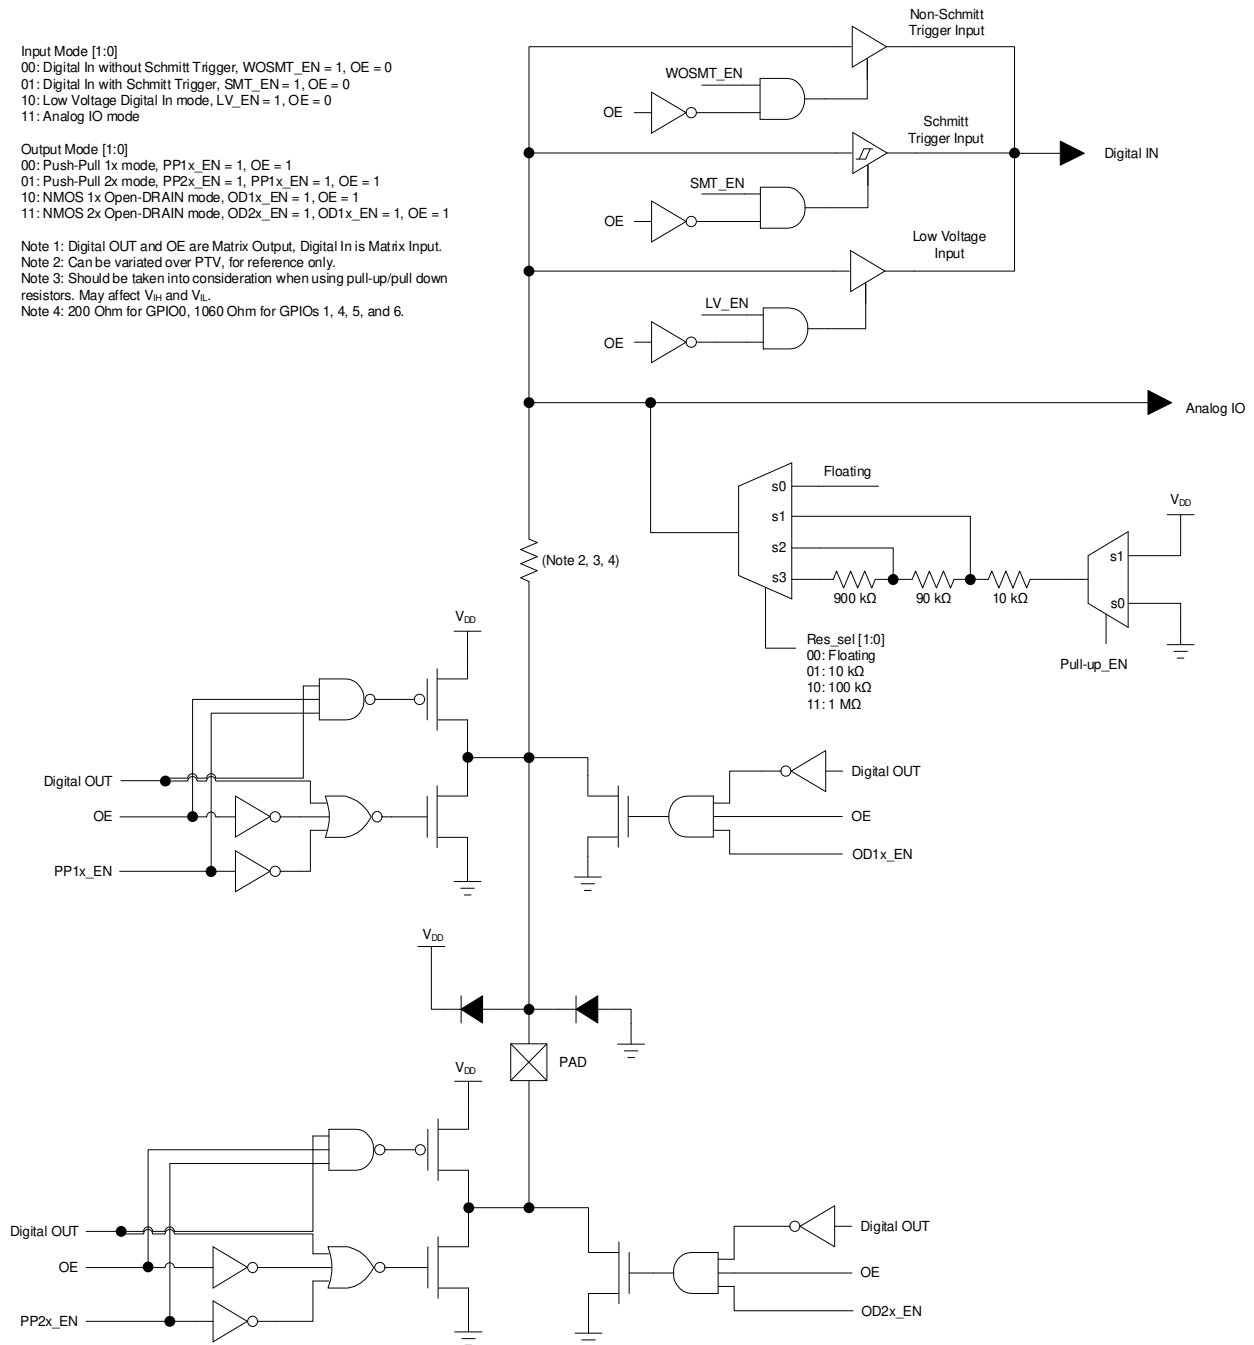 Input Mode [1:0]
00: Digital In without Schmitt Trigger, WOSMT_EN = 1, OE = 0
01: Digital In with Schmitt Trigger, SMT_EN = 1, OE = 0
10: Low Voltage Digital In mode, LV_EN = 1, OE = 0
11: Analog IO mode
Output Mode [1:0]
00: Push-Pull 1x mode, PP1x_EN = 1, OE = 1
01: Push-Pull 2x mode, PP2x_EN = 1, PP1x_EN = 1, OE = 1
10: NMOS 1x Open-DRAIN mode, OD1x_EN = 1, OE = 1
11: NMOS 2x Open-DRAIN mode, OD2x_EN = 1, OD1x_EN = 1, OE = 1
Note 1: Digital OUT and OE are Matrix Output, Digital In is Matrix Input.
Note 2: Can be variated over PTV, for reference only.
Note 3: Should be taken into consideration when using pull-up/pull down
resistors. May affect VIH and VIL.
Note 4: 200 Ohm for GPIO0, 1060 Ohm for GPIOs 1, 4, 5, and 6.
Non-Schmitt
Trigger Input
WOSMT_EN
OE
Schmitt
Trigger Input
Digital IN
SMT_EN
OE
Low Voltage
Input
LV_EN
OE
Analog IO
Floating
s0
s1
s2
s3
900 kΩ
90 kΩ
10 kΩ
VDD
s1
s0
Pull-up_EN
Res_sel [1:0]
00: Floating
01: 10 kΩ
10: 100 kΩ
11: 1 MΩ
(Note 2, 3, 4)
VDD
Digital OUT
OE
PP1x_EN
Digital OUT
OE
OD1x_EN
VDD
PAD
VDD
Digital OUT
OE
PP2x_EN
Digital OUT
OE
OD2x_EN